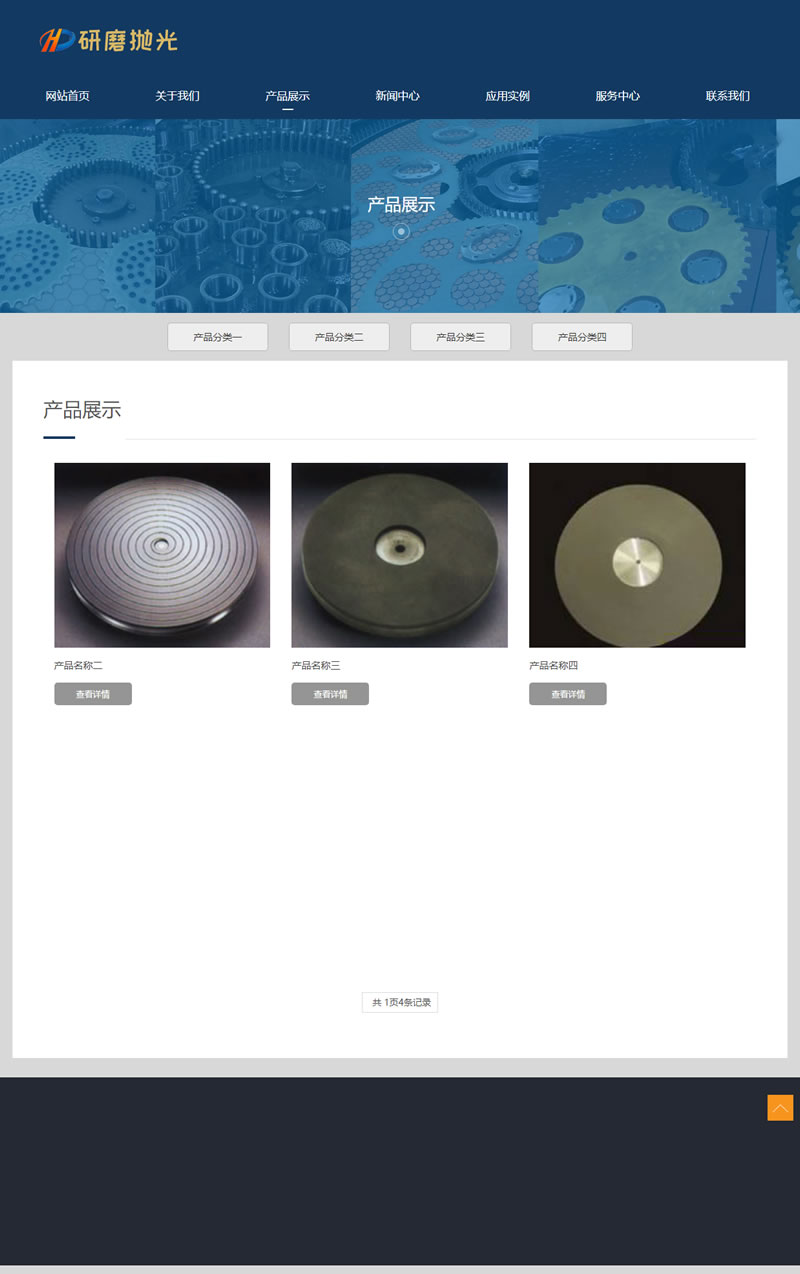 研磨抛光
网站首页 关于我们 产品展示 新闻中心 应用实例 服务中心 联系我们
产品展示
产品分类一 产品分类二 产品分类三 产品分类四
产品展示
产品名称二 产品名称三 产品名称四
查看详情 查看详情 查看详情
共 1页4条记录